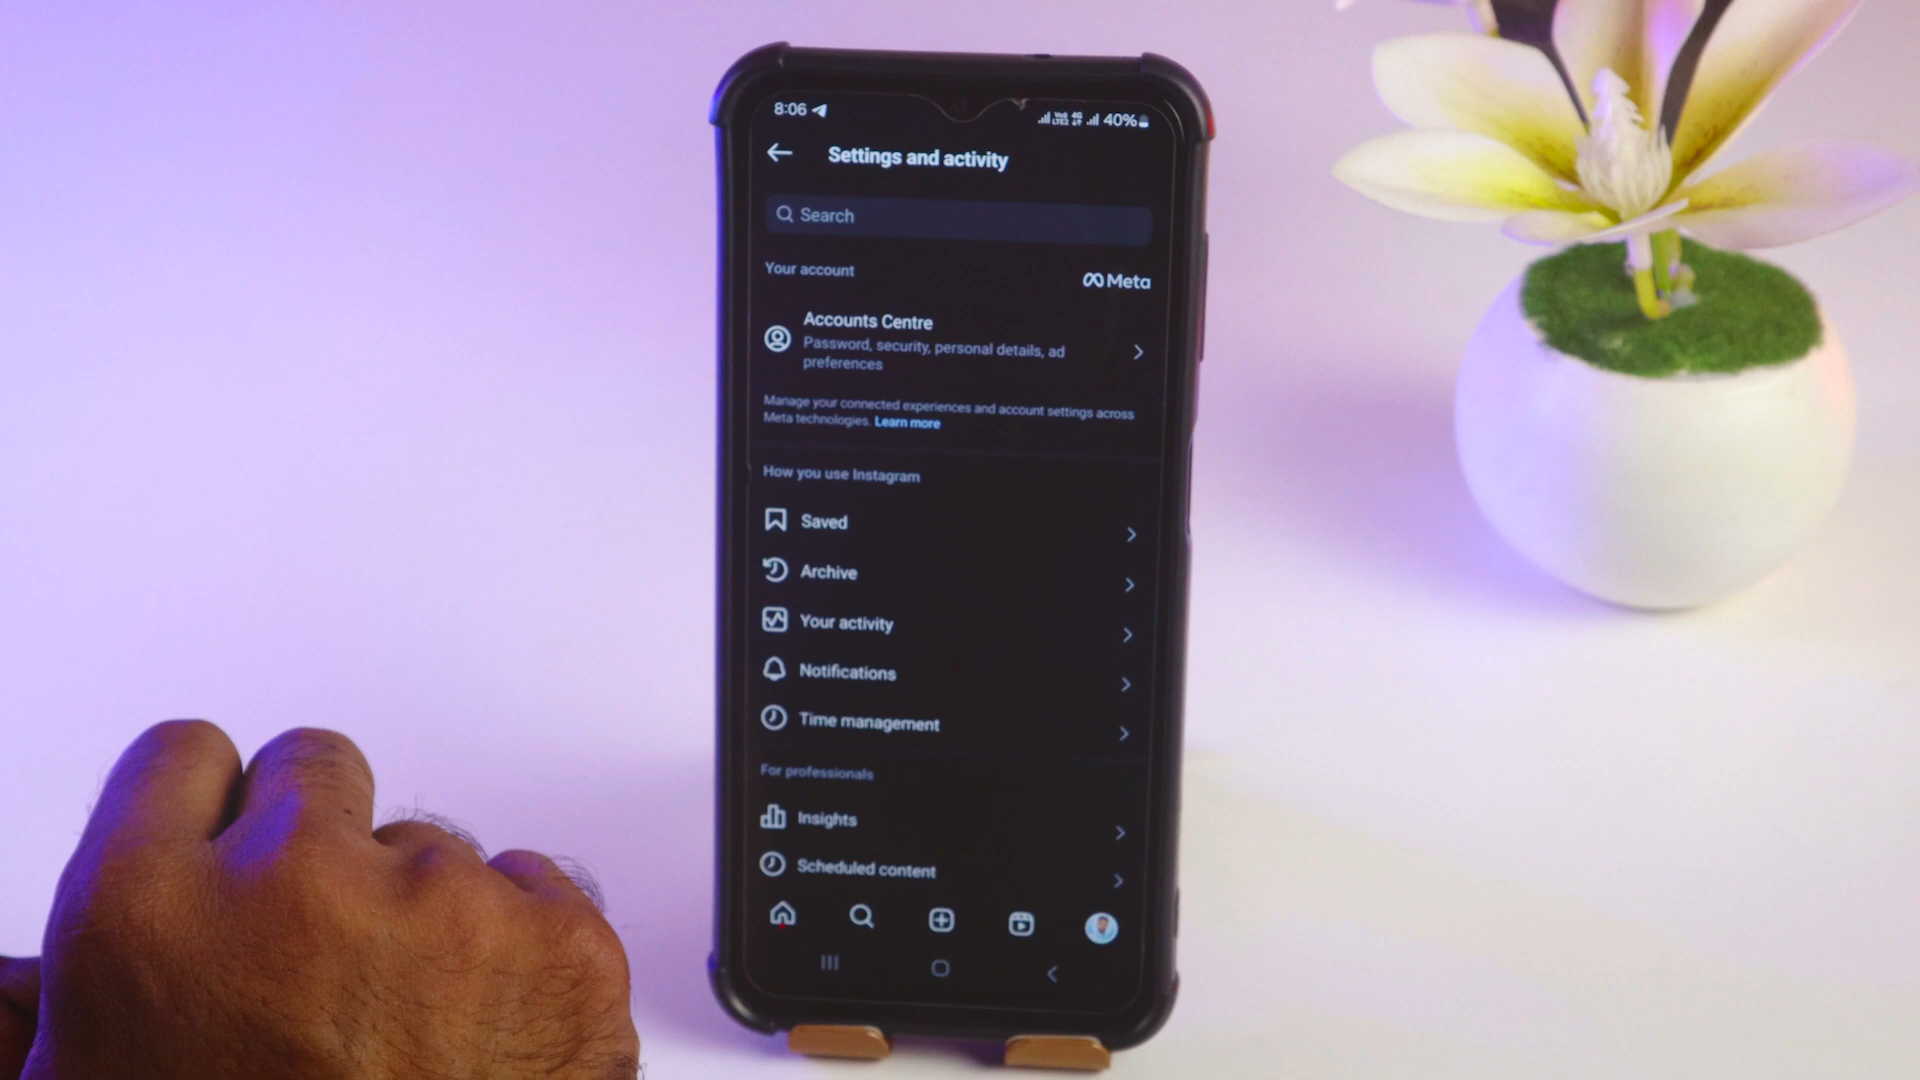 8:06
40%
Settings and activity
Search
Your account
Meta
Accounts Centre
Password, security, personal details, ad
preferences
Manage your connected experiences and account settings across
Meta technologies. Learn more
How you use Instagram
Saved
Archive
Your activity
Notifications
Time management
For professionals
Insights
Scheduled content